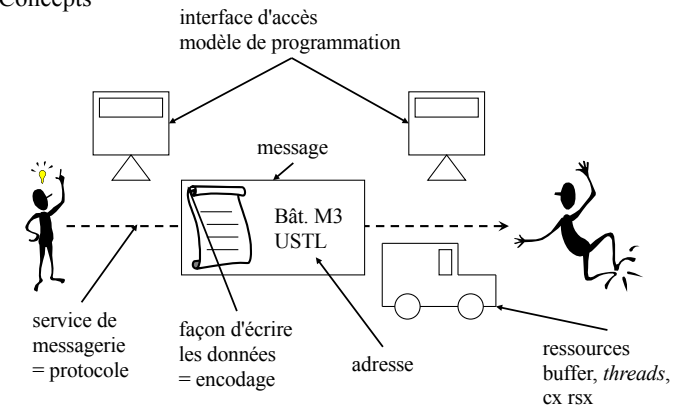 Concepts
interface d'accès
modèle de programmation
message
Bât. M3
USTL
service de
messagerie
= protocole
façon d'écrire
les données
= encodage
adresse
ressources
buffer, threads,
cx rsx